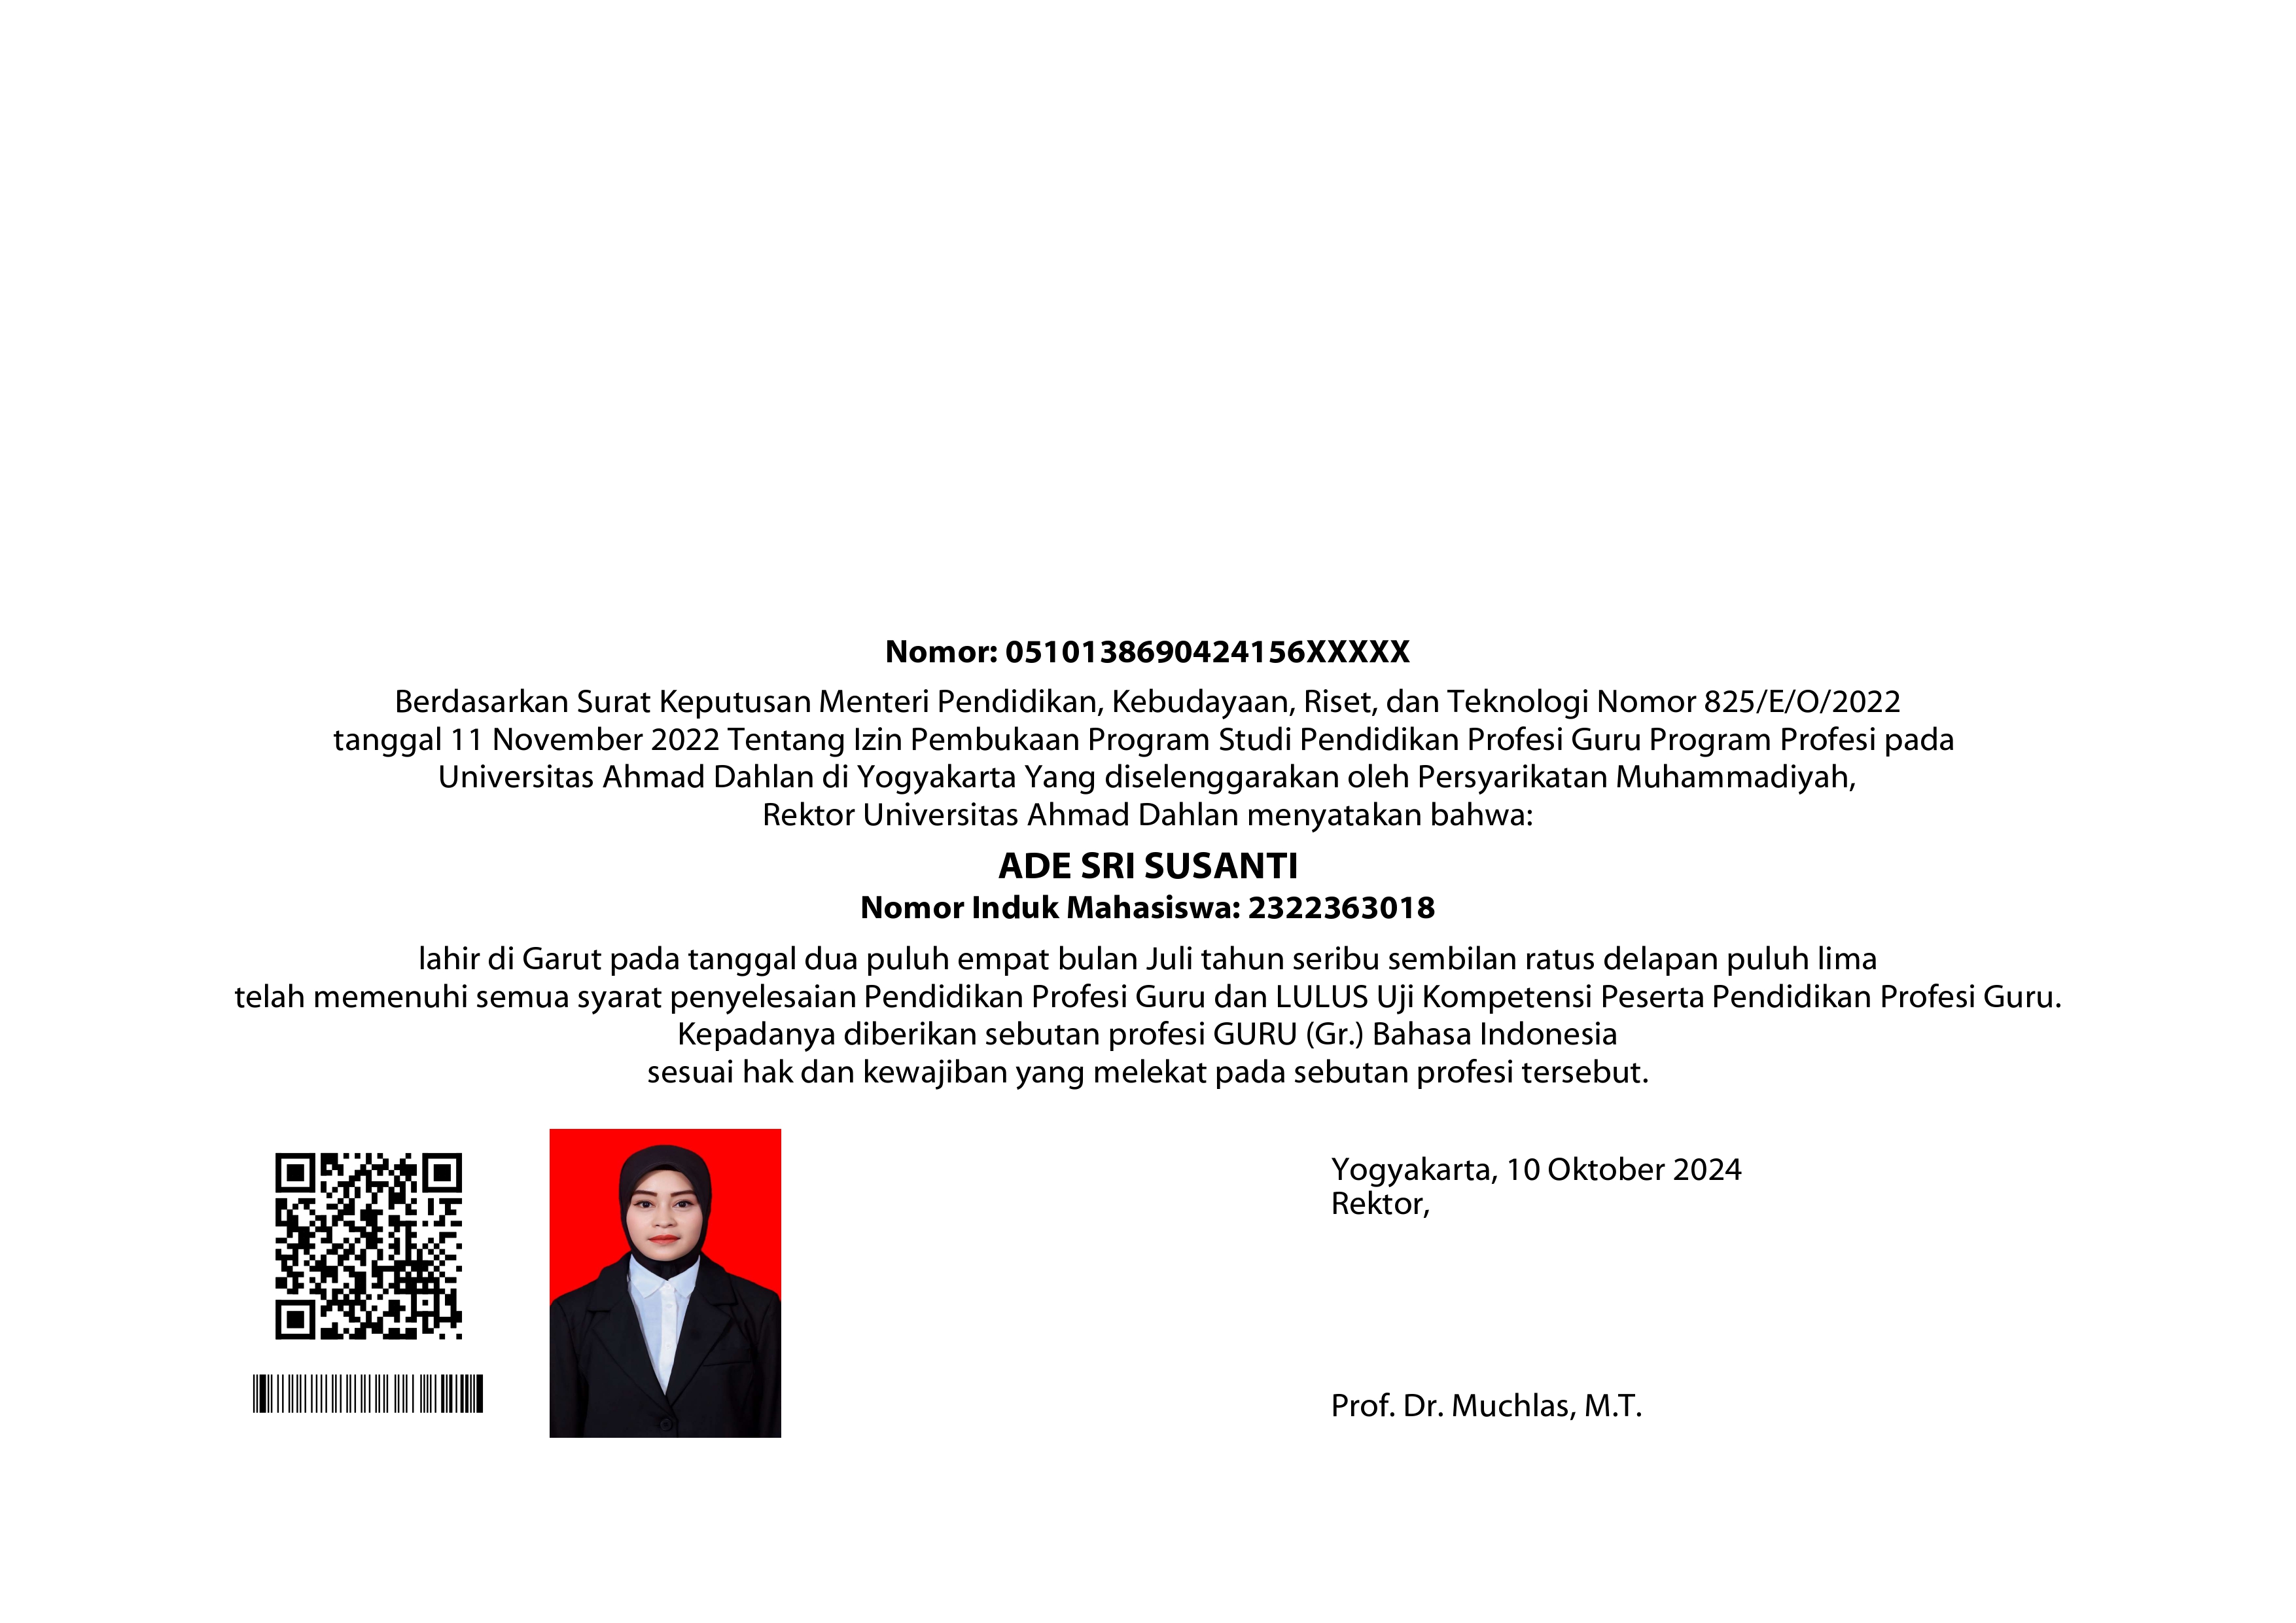 Nomor: 0510138690424156XXXXX
Berdasarkan Surat Keputusan Menteri Pendidikan, Kebudayaan, Riset, dan Teknologi Nomor 825/E/O/2022
tanggal 11 November 2022 Tentang Izin Pembukaan Program Studi Pendidikan Profesi Guru Program Profesi pada
Universitas Ahmad Dahlan di Yogyakarta Yang diselenggarakan oleh Persyarikatan Muhammadiyah,
Rektor Universitas Ahmad Dahlan menyatakan bahwa:
ADE SRI SUSANTI
Nomor Induk Mahasiswa: 2322363018
lahir di Garut pada tanggal dua puluh empat bulan Juli tahun seribu sembilan ratus delapan puluh lima
telah memenuhi semua syarat penyelesaian Pendidikan Profesi Guru dan LULUS Uji Kompetensi Peserta Pendidikan Profesi Guru.
Kepadanya diberikan sebutan profesi GURU (Gr.) Bahasa Indonesia
sesuai hak dan kewajiban yang melekat pada sebutan profesi tersebut.
Yogyakarta, 10 Oktober 2024
Rektor,
Prof. Dr. Muchlas, M.T.